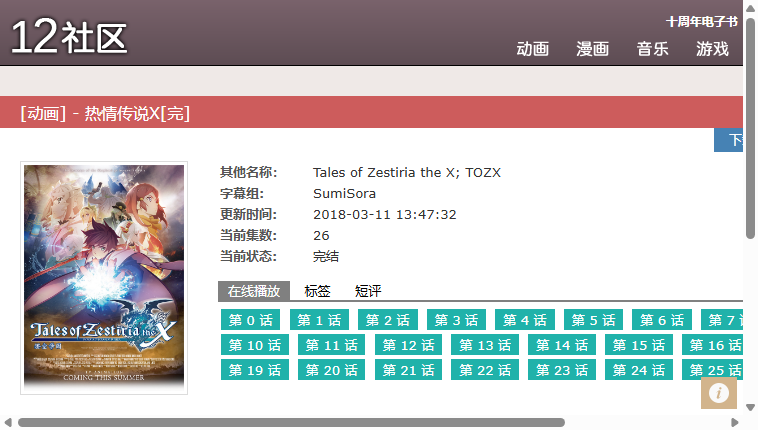 12社区
十周年电子书
动画 漫画 音乐 游戏
[动画] - 热情传说X[完]
其他名称： Tales of Zestiria the X; TOZX
字幕组： SumiSora
更新时间： 2018-03-11 13:47:32
当前集数： 26
当前状态： 完结
在线播放 标签 短评
第 0 话 第 1 话 第 2 话 第 3 话 第 4 话 第 5 话 第 6 话 第 7
第 10 话 第 11 话 第 12 话 第 13 话 第 14 话 第 15 话 第 16 话
第 19 话 第 20 话 第 21 话 第 22 话 第 23 话 第 24 话 第 25 话
Tales of Zestiria the X
COMING THIS SUMMER